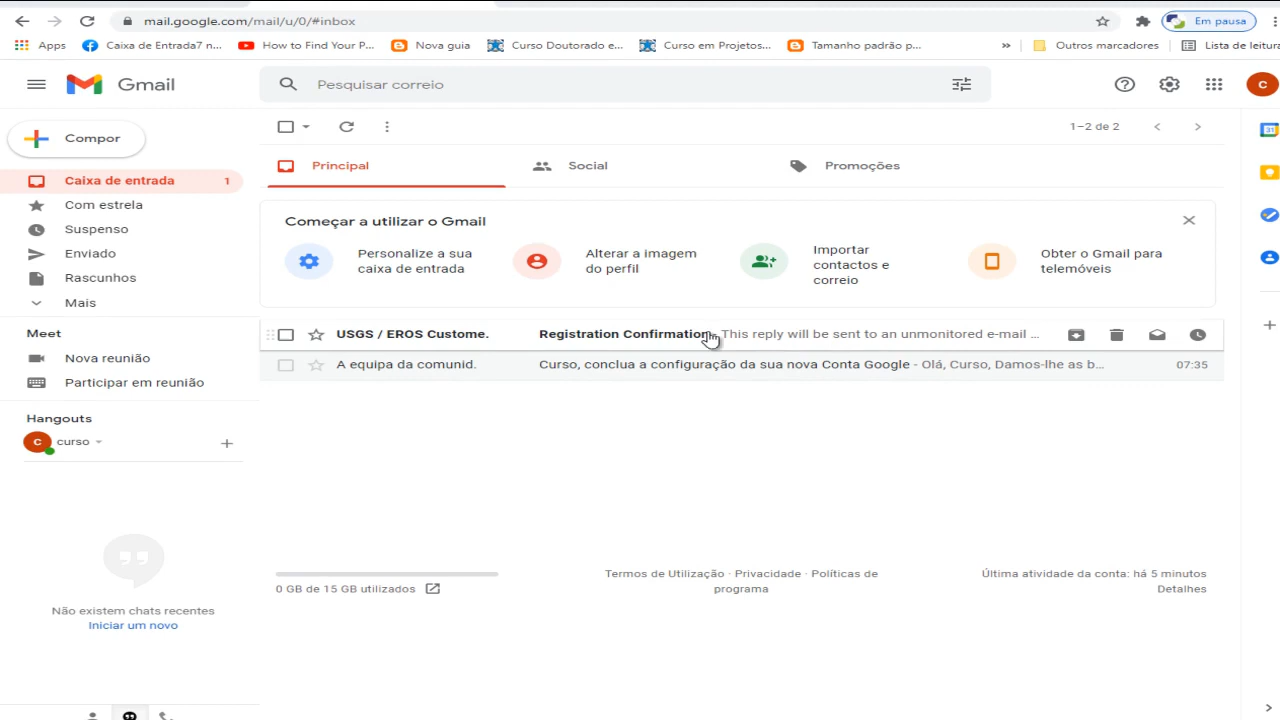 mail.google.com/mail/u/0/#inbox
Em pausa
Apps
Caixa de Entrada7 n...
How to Find Your P...
Nova guia
Curso Doutorado e...
Curso em Projetos...
Tamanho padrão p...
»
Outros marcadores
Lista de leitura
Gmail
Pesquisar correio
C
Compor
1–2 de 2
Caixa de entrada 1
Com estrela
Suspenso
Enviado
Rascunhos
Mais
Meet
Nova reunião
Participar em reunião
Hangouts
C curso
Não existem chats recentes
Iniciar um novo
Principal
Social
Promoções
Começar a utilizar o Gmail
Personalize a sua
caixa de entrada
Alterar a imagem
do perfil
Importar
contactos e
correio
Obter o Gmail para
telemóveis
USGS / EROS Custome. Registration Confirmation - This reply will be sent to an unmonitored e-mail ...
A equipa da comunid. Curso, conclua a configuração da sua nova Conta Google - Olá, Curso, Damos-lhe as b... 07:35
0 GB de 15 GB utilizados
Termos de Utilização · Privacidade · Políticas de
programa
Última atividade da conta: há 5 minutos
Detalhes
31